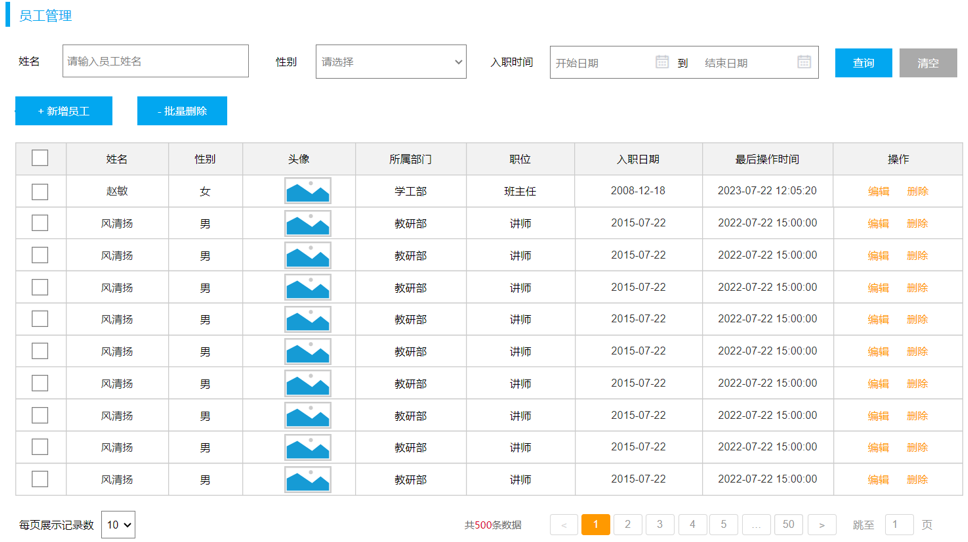 员工管理
姓名 请输入员工姓名 性别 请选择 入职时间 开始日期 到 结束日期 查询 清空
+ 新增员工 - 批量删除
姓名 性别 头像 所属部门 职位 入职日期 最后操作时间 操作
赵敏 女 学工部 班主任 2008-12-18 2023-07-22 12:05:20 编辑 删除
风清扬 男 教研部 讲师 2015-07-22 2022-07-22 15:00:00 编辑 删除
风清扬 男 教研部 讲师 2015-07-22 2022-07-22 15:00:00 编辑 删除
风清扬 男 教研部 讲师 2015-07-22 2022-07-22 15:00:00 编辑 删除
风清扬 男 教研部 讲师 2015-07-22 2022-07-22 15:00:00 编辑 删除
风清扬 男 教研部 讲师 2015-07-22 2022-07-22 15:00:00 编辑 删除
风清扬 男 教研部 讲师 2015-07-22 2022-07-22 15:00:00 编辑 删除
风清扬 男 教研部 讲师 2015-07-22 2022-07-22 15:00:00 编辑 删除
风清扬 男 教研部 讲师 2015-07-22 2022-07-22 15:00:00 编辑 删除
风清扬 男 教研部 讲师 2015-07-22 2022-07-22 15:00:00 编辑 删除
每页展示记录数 10 共500条数据 < 1 2 3 4 5 ... 50 > 跳至 1 页